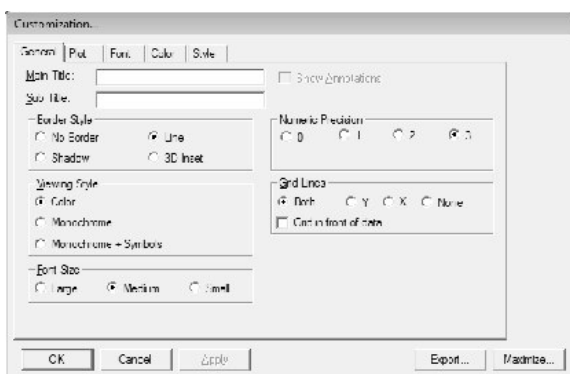 Customization...
General Plot Font Color Style
Main Title:
Show Annotations
Sub Title:
Border Style
No Border Line
Shadow 3D Inset
Numeric Precision
0 1 2 3
Viewing Style
Color
Monochrome
Monochrome + Symbols
Grid Lines
Both Y X None
Grid in front of data
Font Size
Large Medium Small
OK Cancel Apply Export... Maximize...